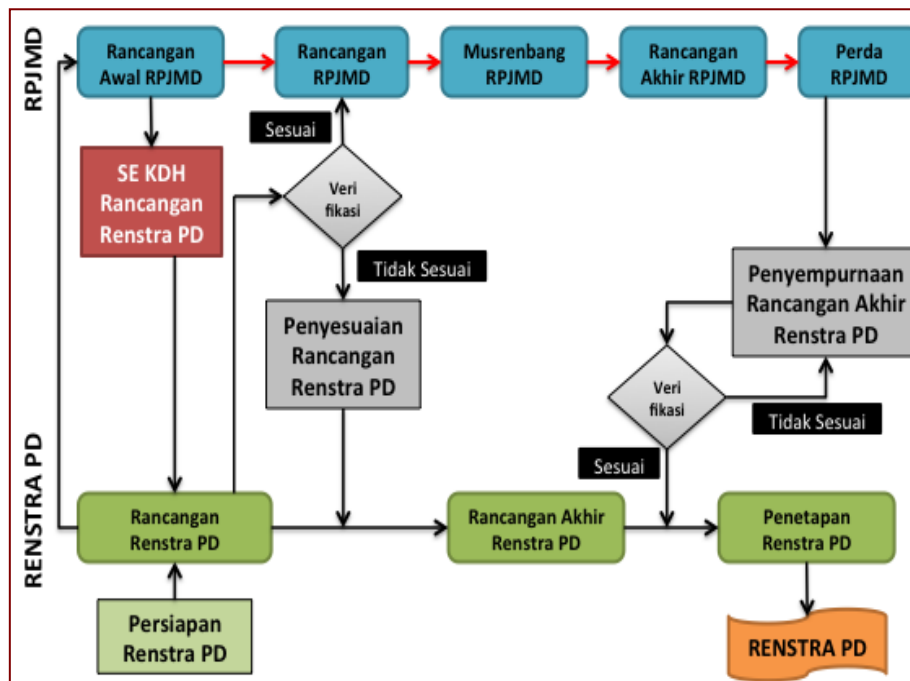 RPJMD
Rancangan
Awal RPJMD
Rancangan
RPJMD
Musrenbang
RPJMD
Rancangan
Akhir RPJMD
Perda
RPJMD
Sesuai
SE KDH
Rancangan
Renstra PD
Veri
fikasi
Tidak Sesuai
Penyesuaian
Rancangan
Renstra PD
Penyempurnaan
Rancangan Akhir
Renstra PD
Veri
fikasi
Tidak Sesuai
Sesuai
RENSTRA PD
Rancangan
Renstra PD
Rancangan Akhir
Renstra PD
Penetapan
Renstra PD
Persiapan
Renstra PD
RENSTRA PD